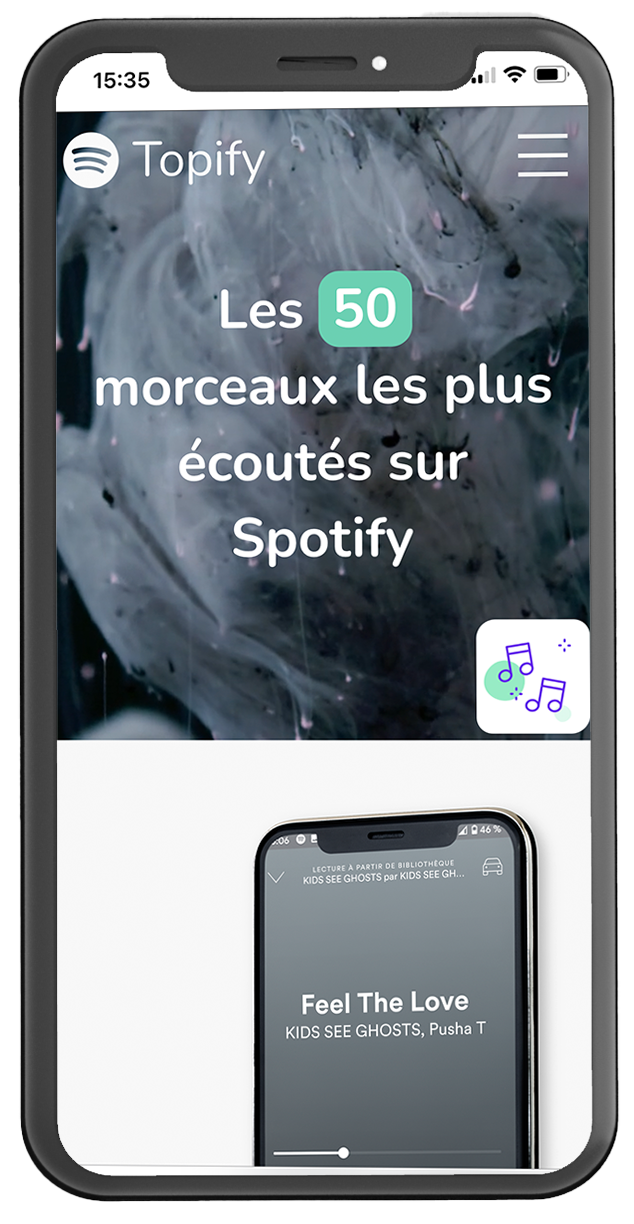 15:35
Topify
Les 50
morceaux les plus
écoutés sur
Spotify
46 %
LECTURE À PARTIR DE BIBLIOTHÈQUE
KIDS SEE GHOSTS par KIDS SEE GH...
Feel The Love
KIDS SEE GHOSTS, Pusha T